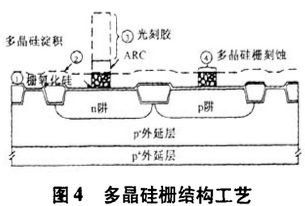 多晶硅淀积
② ③ 光刻胶
ARC
④ 多晶硅栅刻蚀
① 栅氧化硅
n阱 p阱
p⁻外延层
p⁺外延层
图4 多晶硅栅结构工艺